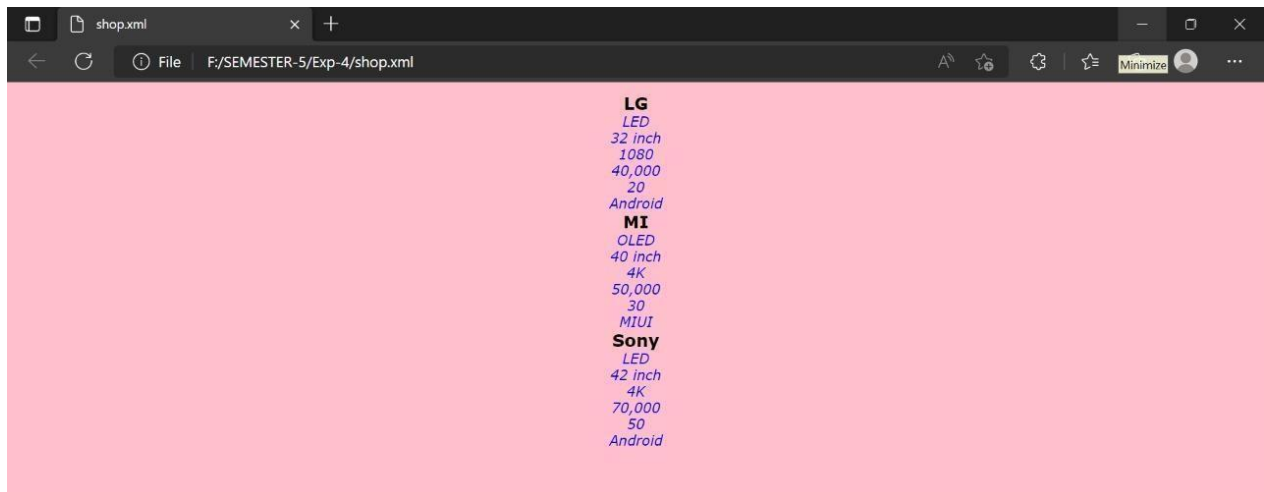 shop.xml
File F:/SEMESTER-5/Exp-4/shop.xml
Minimize
LG
LED
32 inch
1080
40,000
20
Android
MI
OLED
40 inch
4K
50,000
30
MIUI
Sony
LED
42 inch
4K
70,000
50
Android